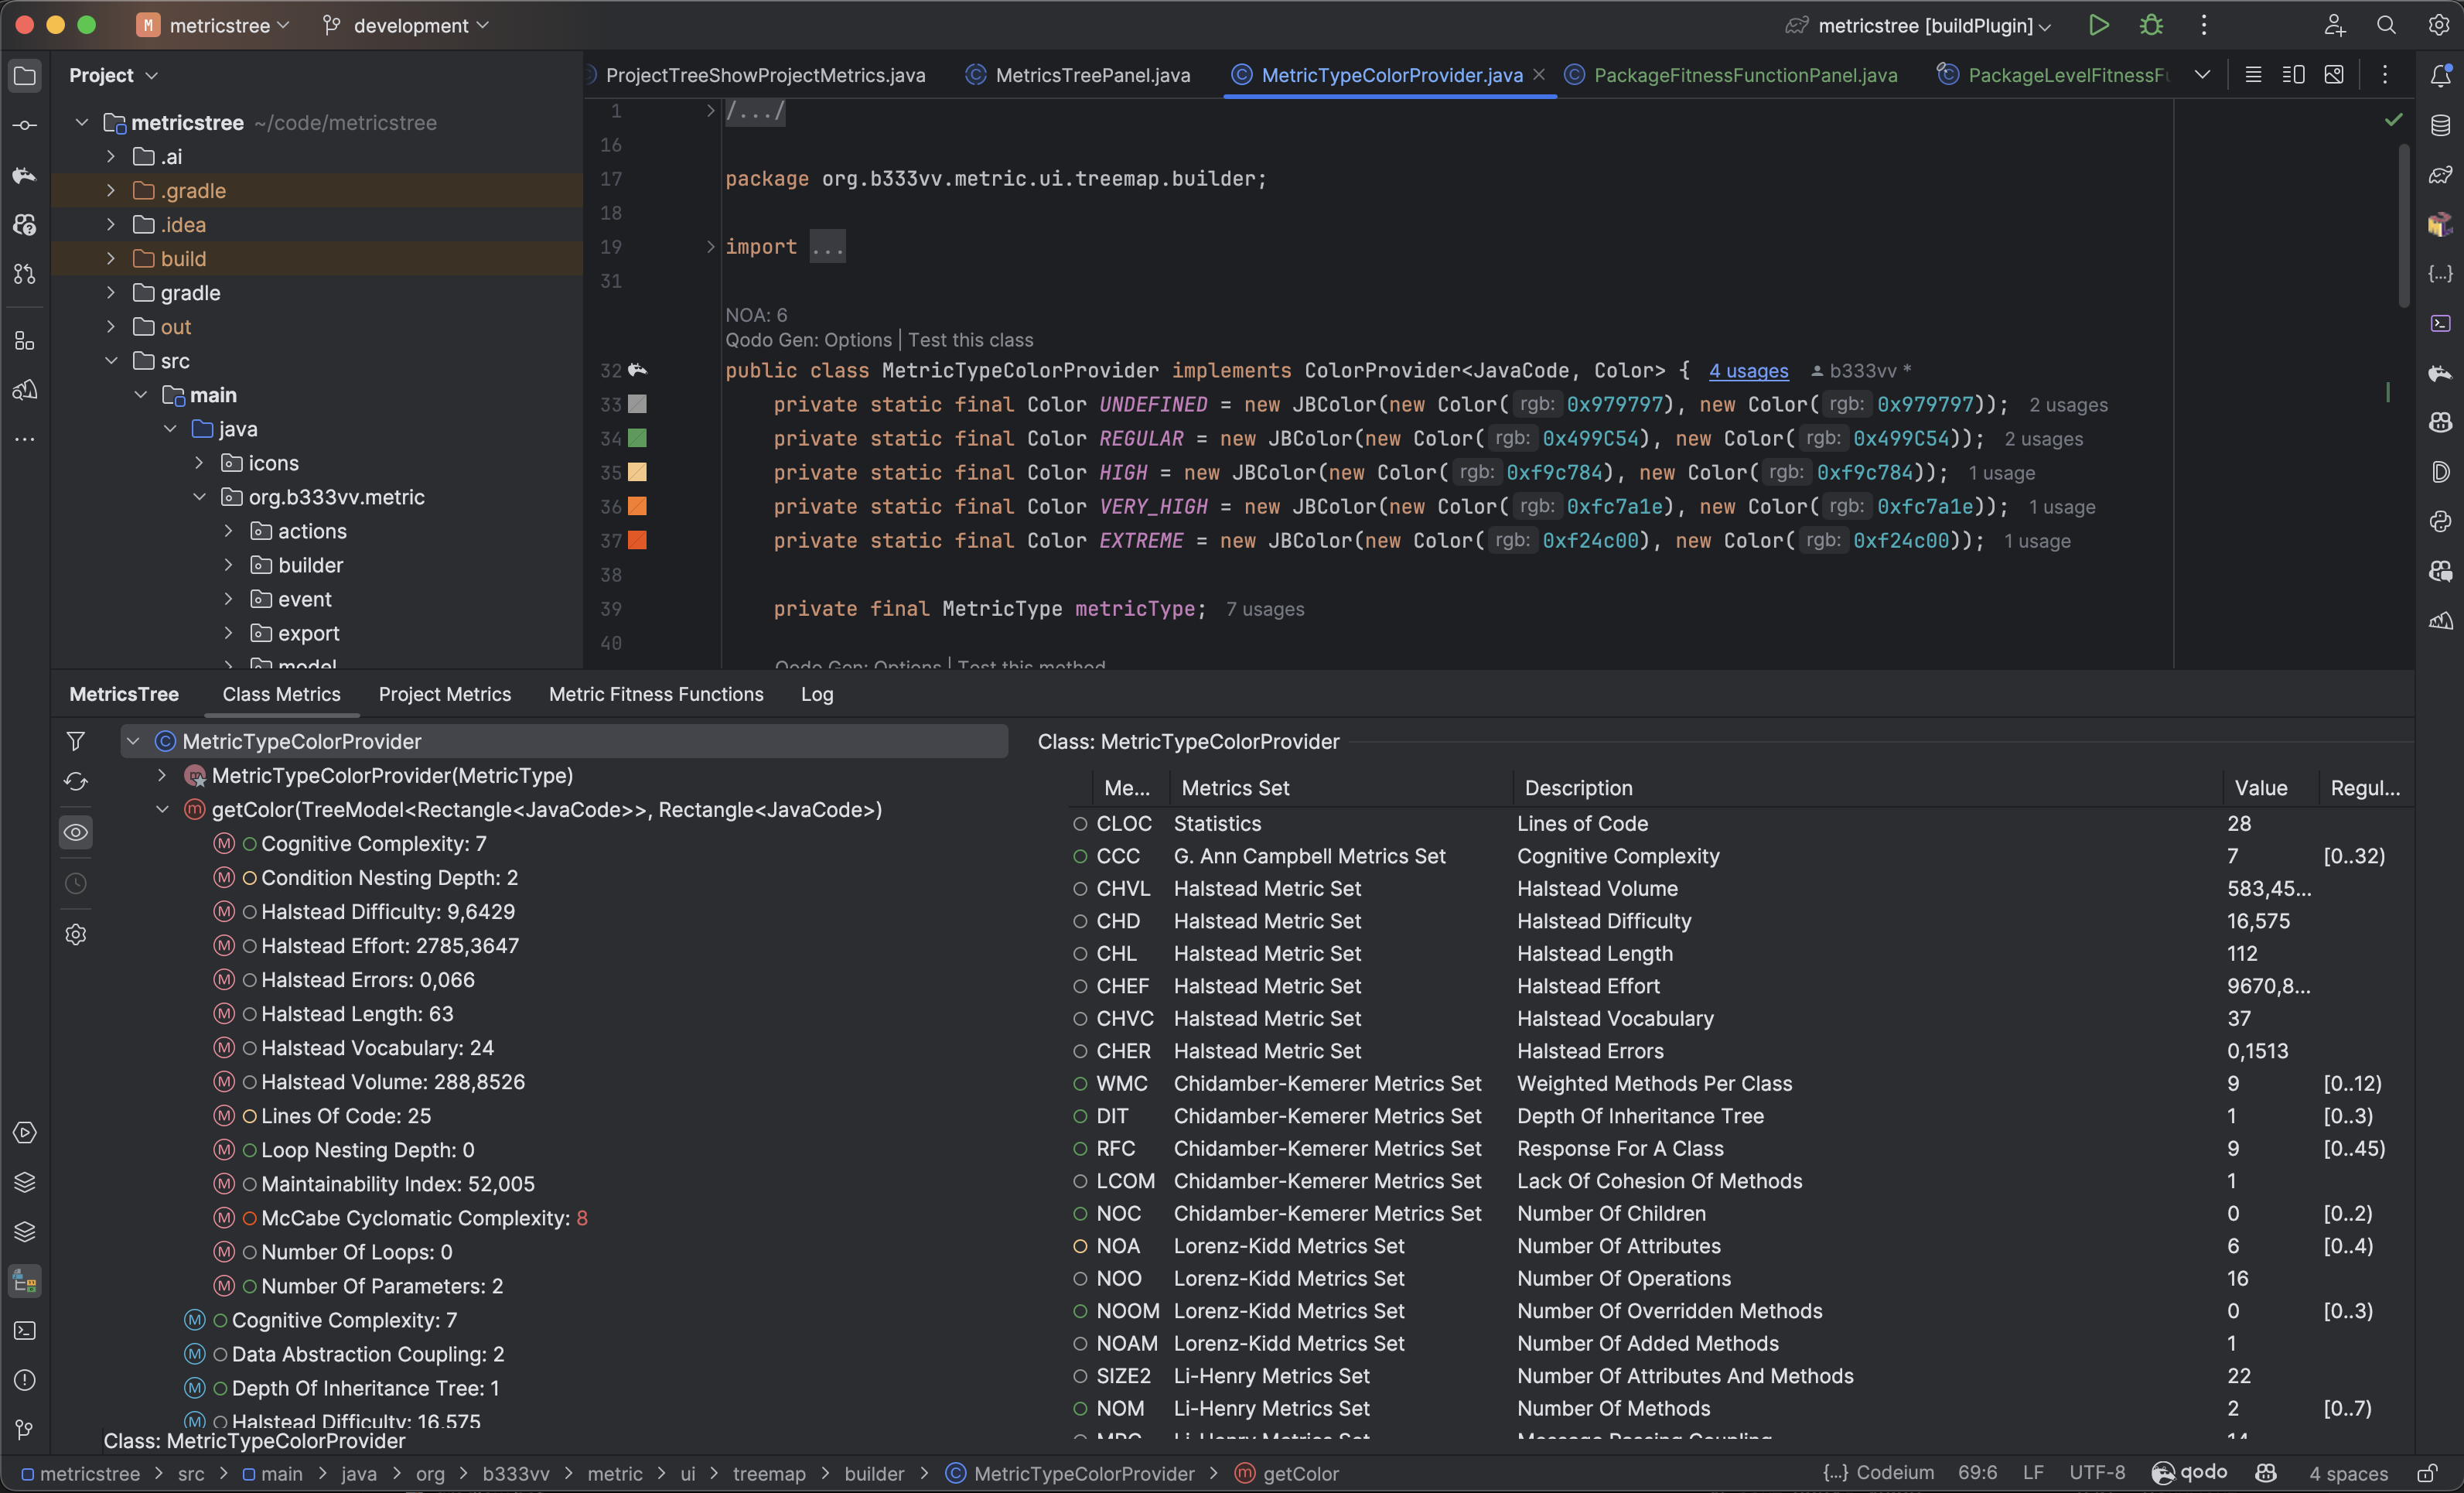 M metricstree development metricstree [buildPlugin]
Project
metricstree ~/code/metricstree
.ai
.gradle
.idea
build
gradle
out
src
main
java
icons
org.b333vv.metric
actions
builder
event
export
model
ProjectTreeShowProjectMetrics.java MetricsTreePanel.java MetricTypeColorProvider.java PackageFitnessFunctionPanel.java PackageLevelFitnessFu
1 /.../
16
17 package org.b333vv.metric.ui.treemap.builder;
18
19 import ...
31
NOA: 6
Qodo Gen: Options | Test this class
32 public class MetricTypeColorProvider implements ColorProvider<JavaCode, Color> { 4 usages b333vv *
33 private static final Color UNDEFINED = new JBColor(new Color( rgb: 0x979797), new Color( rgb: 0x979797)); 2 usages
34 private static final Color REGULAR = new JBColor(new Color( rgb: 0x499C54), new Color( rgb: 0x499C54)); 2 usages
35 private static final Color HIGH = new JBColor(new Color( rgb: 0xf9c784), new Color( rgb: 0xf9c784)); 1 usage
36 private static final Color VERY_HIGH = new JBColor(new Color( rgb: 0xfc7a1e), new Color( rgb: 0xfc7a1e)); 1 usage
37 private static final Color EXTREME = new JBColor(new Color( rgb: 0xf24c00), new Color( rgb: 0xf24c00)); 1 usage
38
39 private final MetricType metricType; 7 usages
40
Qodo Gen: Options | Test this method
MetricsTree Class Metrics Project Metrics Metric Fitness Functions Log
MetricTypeColorProvider
MetricTypeColorProvider(MetricType)
getColor(TreeModel<Rectangle<JavaCode>>, Rectangle<JavaCode>)
Cognitive Complexity: 7
Condition Nesting Depth: 2
Halstead Difficulty: 9,6429
Halstead Effort: 2785,3647
Halstead Errors: 0,066
Halstead Length: 63
Halstead Vocabulary: 24
Halstead Volume: 288,8526
Lines Of Code: 25
Loop Nesting Depth: 0
Maintainability Index: 52,005
McCabe Cyclomatic Complexity: 8
Number Of Loops: 0
Number Of Parameters: 2
Cognitive Complexity: 7
Data Abstraction Coupling: 2
Depth Of Inheritance Tree: 1
Halstead Difficulty: 16,575
Class: MetricTypeColorProvider
Class: MetricTypeColorProvider
Me... Metrics Set Description Value Regul...
CLOC Statistics Lines of Code 28
CCC G. Ann Campbell Metrics Set Cognitive Complexity 7 [0..32)
CHVL Halstead Metric Set Halstead Volume 583,45...
CHD Halstead Metric Set Halstead Difficulty 16,575
CHL Halstead Metric Set Halstead Length 112
CHEF Halstead Metric Set Halstead Effort 9670,8...
CHVC Halstead Metric Set Halstead Vocabulary 37
CHER Halstead Metric Set Halstead Errors 0,1513
WMC Chidamber-Kemerer Metrics Set Weighted Methods Per Class 9 [0..12)
DIT Chidamber-Kemerer Metrics Set Depth Of Inheritance Tree 1 [0..3)
RFC Chidamber-Kemerer Metrics Set Response For A Class 9 [0..45)
LCOM Chidamber-Kemerer Metrics Set Lack Of Cohesion Of Methods 1
NOC Chidamber-Kemerer Metrics Set Number Of Children 0 [0..2)
NOA Lorenz-Kidd Metrics Set Number Of Attributes 6 [0..4)
NOO Lorenz-Kidd Metrics Set Number Of Operations 16
NOOM Lorenz-Kidd Metrics Set Number Of Overridden Methods 0 [0..3)
NOAM Lorenz-Kidd Metrics Set Number Of Added Methods 1
SIZE2 Li-Henry Metrics Set Number Of Attributes And Methods 22
NOM Li-Henry Metrics Set Number Of Methods 2 [0..7)
MPC Li-Henry Metrics Set Message Passing Coupling 14
metricstree > src > main > java > org > b333vv > metric > ui > treemap > builder > MetricTypeColorProvider > getColor {...} Codeium 69:6 LF UTF-8 qodo 4 spaces